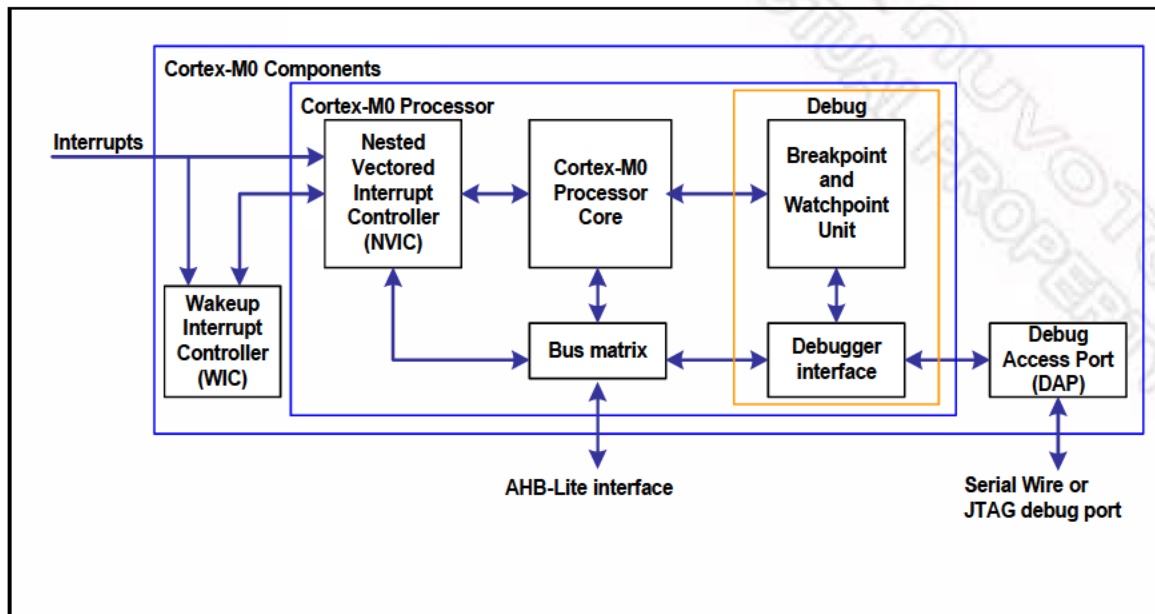 Cortex-M0 Components
Cortex-M0 Processor
Debug
Interrupts
Nested
Vectored
Interrupt
Controller
(NVIC)
Cortex-M0
Processor
Core
Breakpoint
and
Watchpoint
Unit
Wakeup
Interrupt
Controller
(WIC)
Bus matrix
Debugger
interface
Debug
Access Port
(DAP)
AHB-Lite interface
Serial Wire or
JTAG debug port